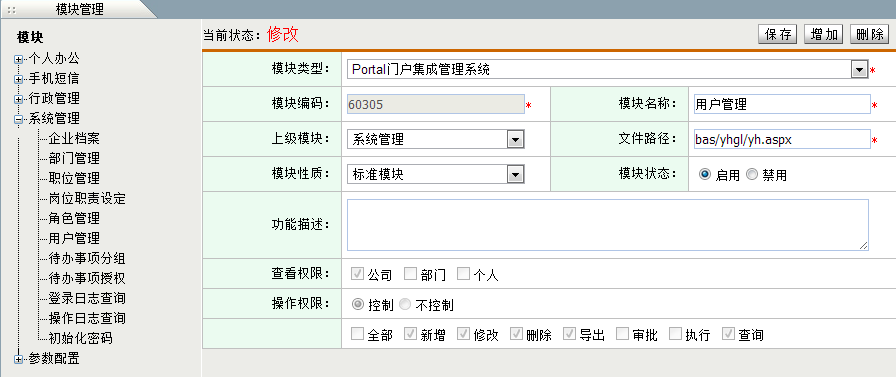 模块管理
模块
个人办公
手机短信
行政管理
系统管理
企业档案
部门管理
职位管理
岗位职责设定
角色管理
用户管理
待办事项分组
待办事项授权
登录日志查询
操作日志查询
初始化密码
参数配置
当前状态：修改 保存 增加 删除
模块类型： Portal门户集成管理系统 *
模块编码： 60305 * 模块名称： 用户管理 *
上级模块： 系统管理 文件路径： bas/yhgl/yh.aspx *
模块性质： 标准模块 模块状态： 启用 禁用
功能描述：
查看权限： 公司 部门 个人
操作权限： 控制 不控制
全部 新增 修改 删除 导出 审批 执行 查询